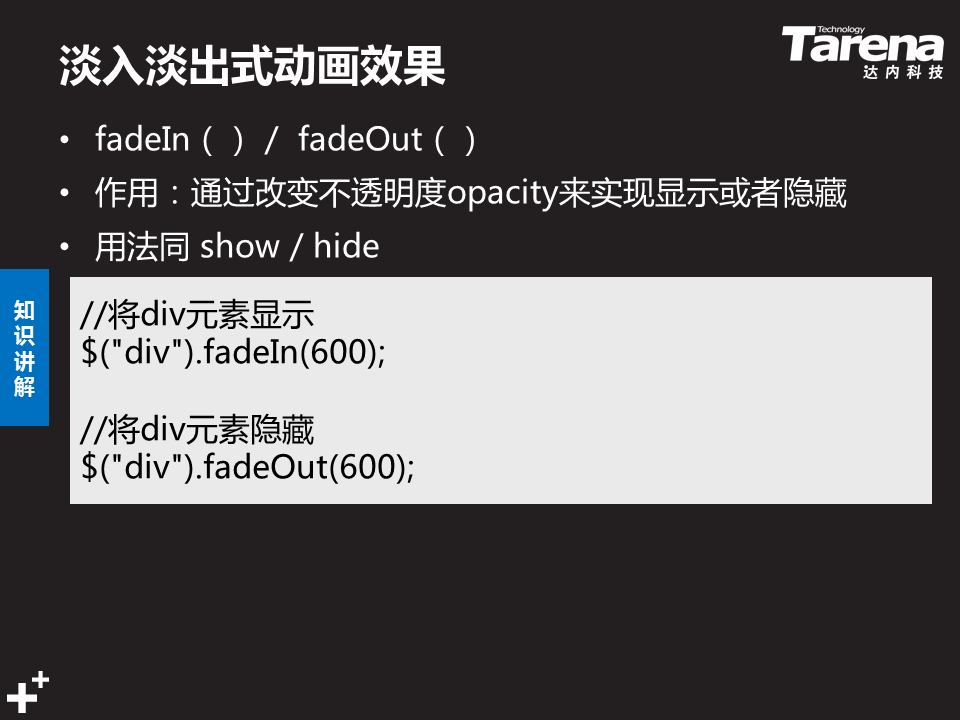 淡入淡出式动画效果
Technology
Tarena
达内科技
• fadeIn（ ） / fadeOut（ ）
• 作用：通过改变不透明度opacity来实现显示或者隐藏
• 用法同 show / hide
知识讲解
//将div元素显示
$("div").fadeIn(600);
//将div元素隐藏
$("div").fadeOut(600);